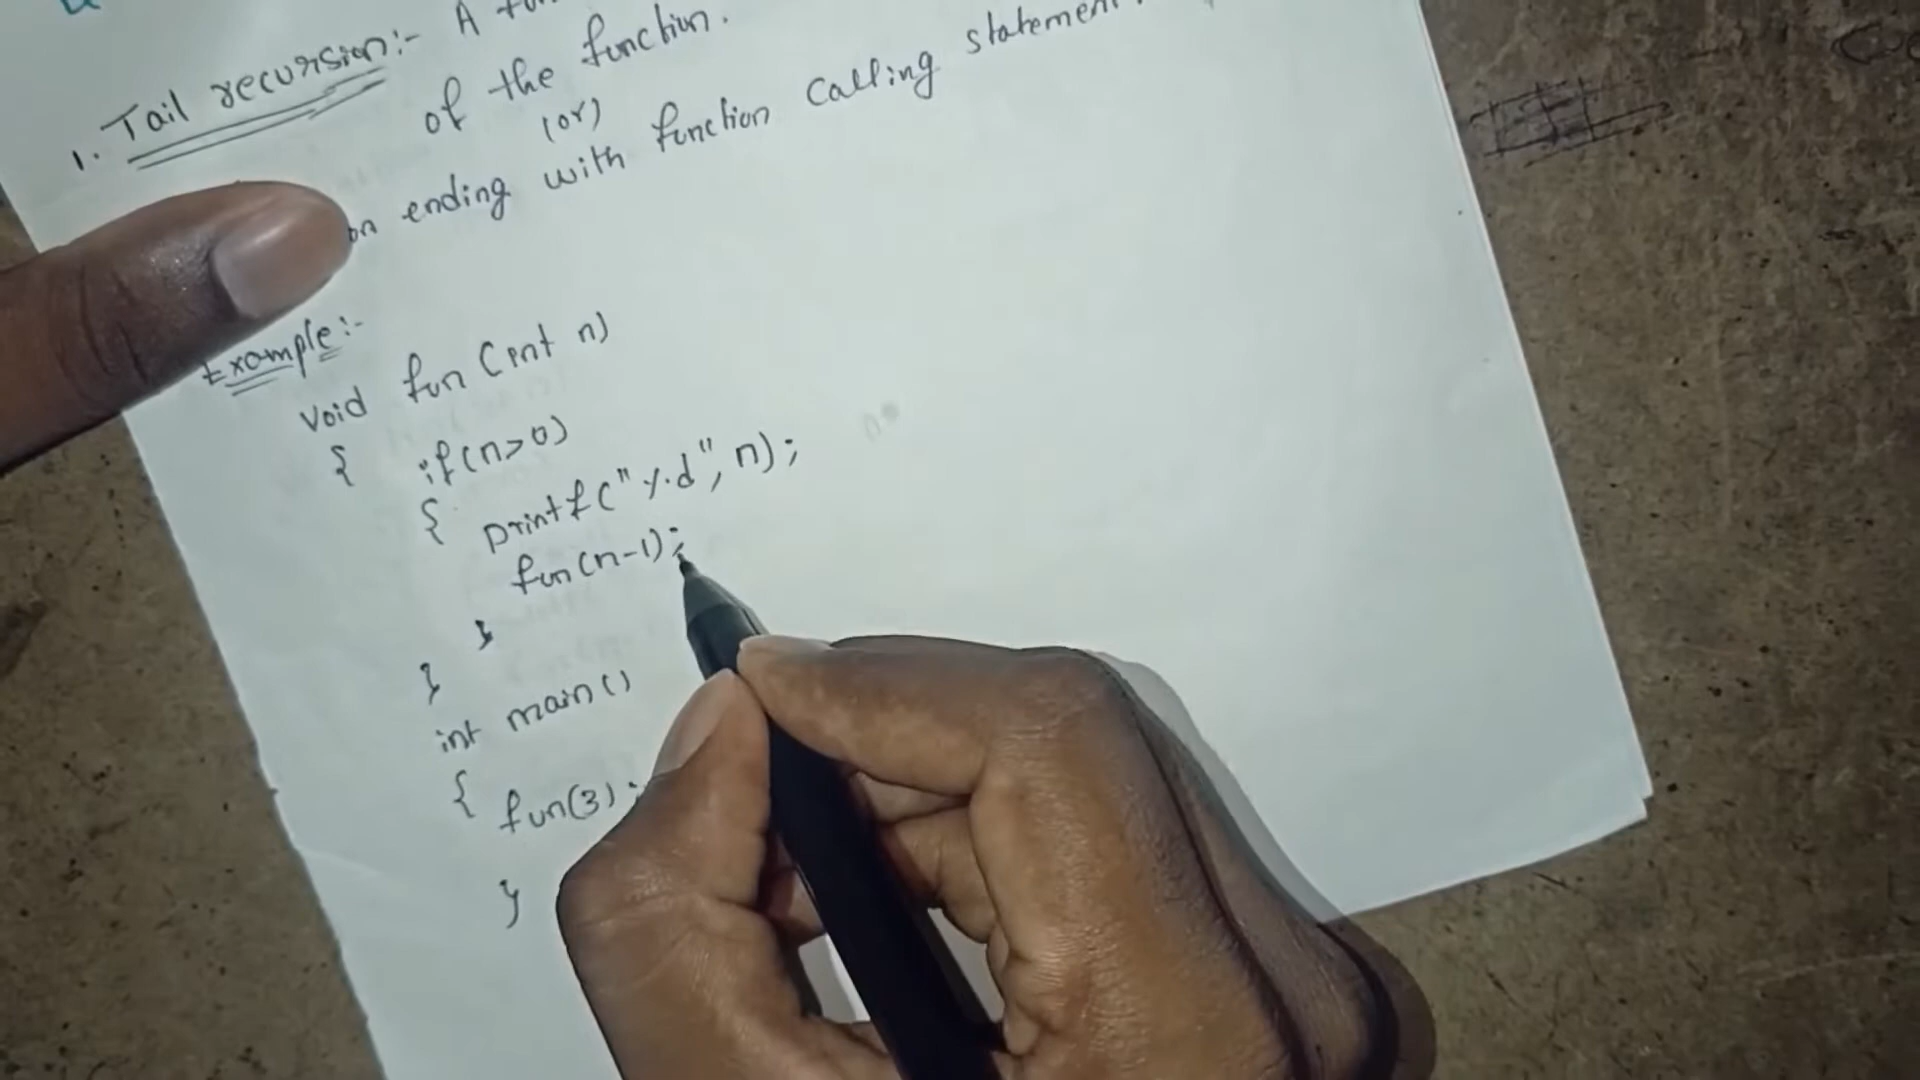 1. Tail recursion:- A
of the function.
(or)
ending with function calling statement.
Example:-
void fun (int n)
{ if(n>0)
{ printf("%d", n);
fun(n-1);
}
}
int main()
{ fun(3);
}